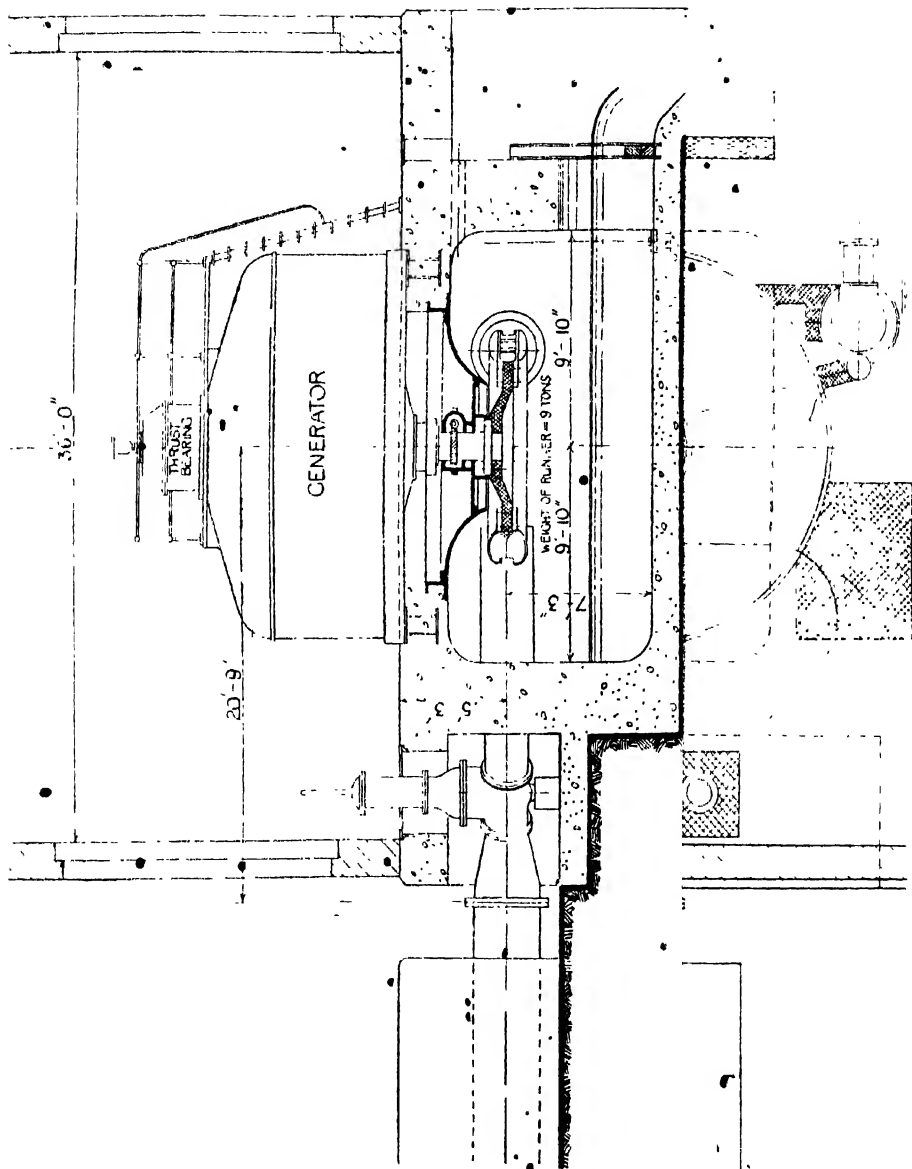 36'-0"
THRUST
BEARING
GENERATOR
20'-9"
WEIGHT OF RUNNER = 9 TONS
9'-10"
9'-10"
7'-3"
5 3